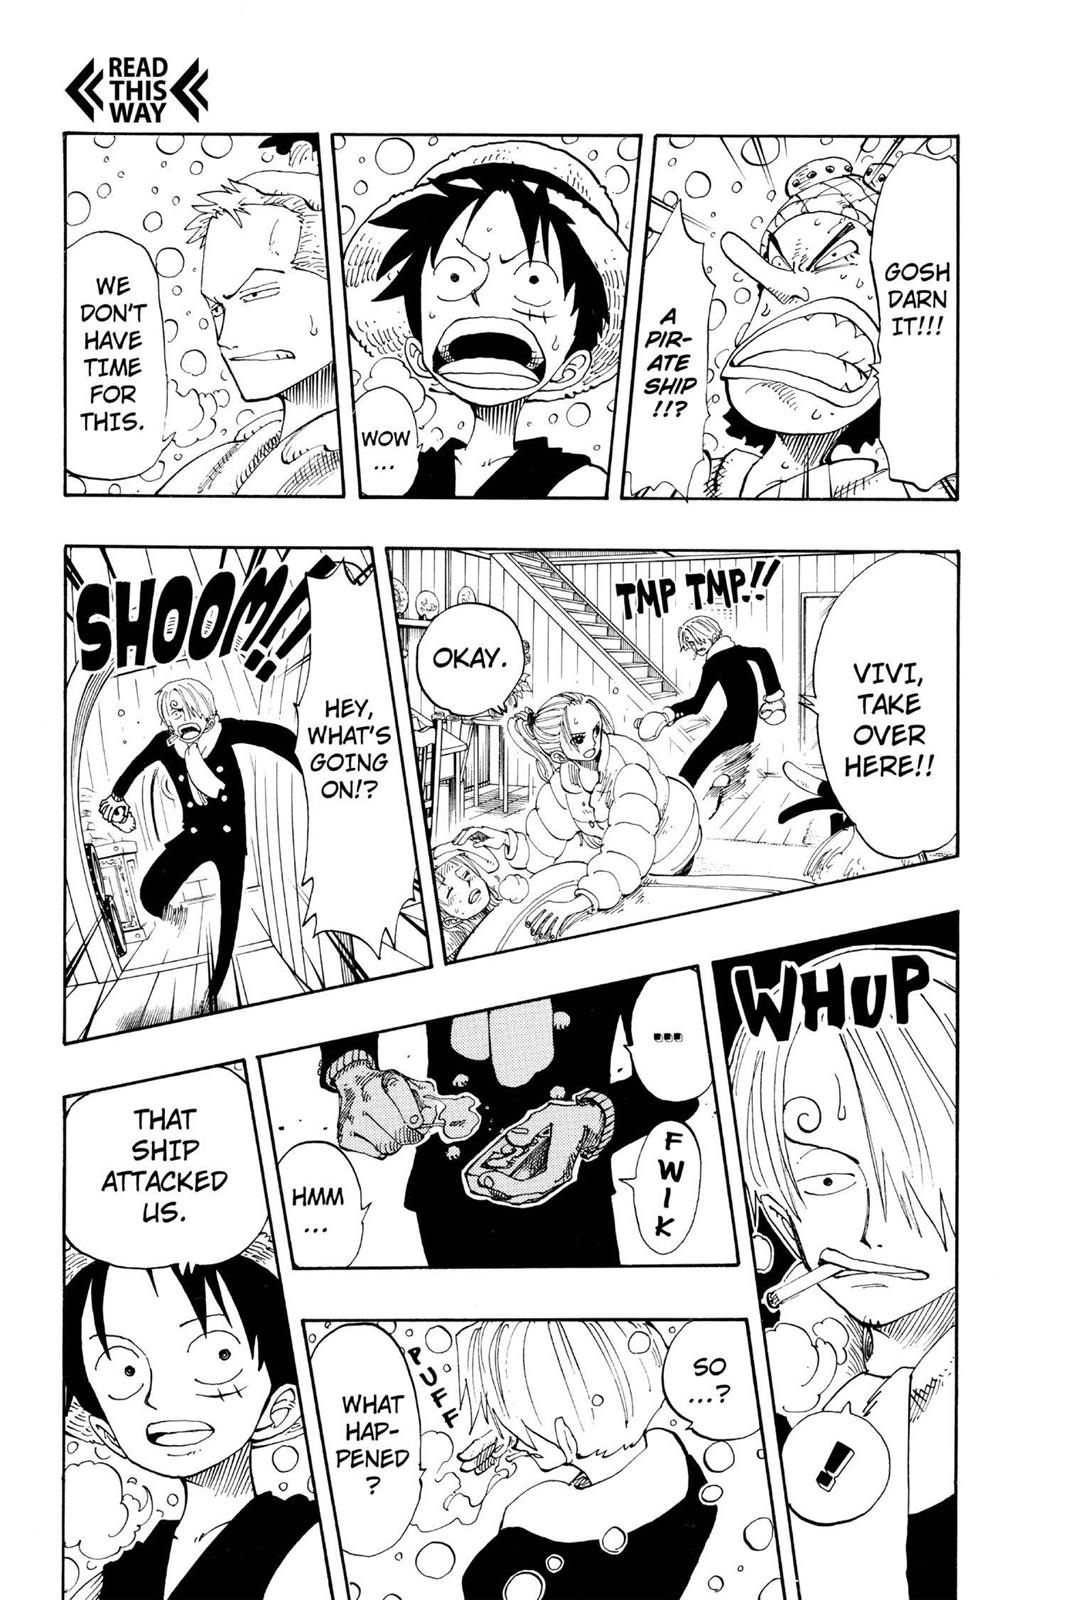 READ
THIS
WAY
GOSH
DARN
IT!!!
A
PIR-
ATE
SHIP
!!?
WOW
...
WE
DON'T
HAVE
TIME
FOR
THIS.
VIVI,
TAKE
OVER
HERE!!
TMP TMP!!
OKAY.
HEY,
WHAT'S
GOING
ON!?
SHOOM!!
WHUP
!
...
FWIK
HMM
...
SO
...?
PUFF
WHAT
HAP-
PENED
?
THAT
SHIP
ATTACKED
US.